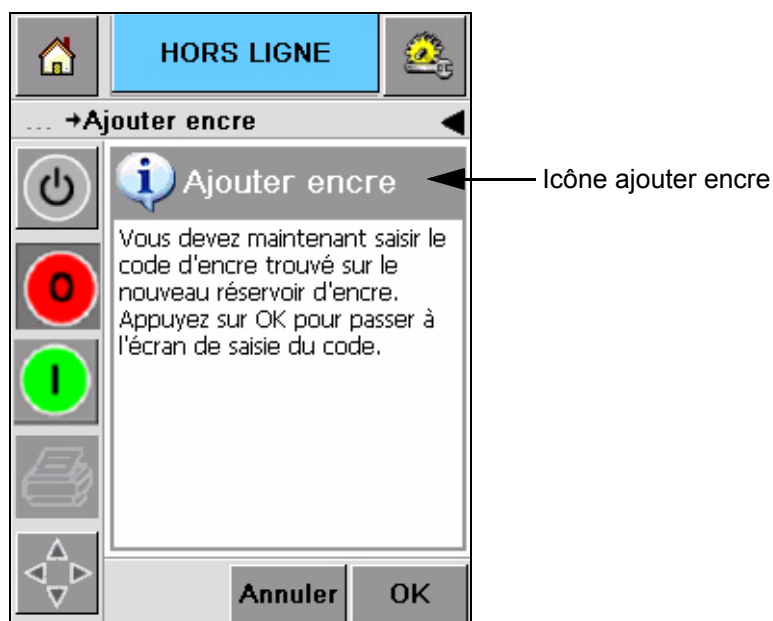 HORS LIGNE
... →Ajouter encre
Ajouter encre
Icône ajouter encre
Vous devez maintenant saisir le
code d'encre trouvé sur le
nouveau réservoir d'encre.
Appuyez sur OK pour passer à
l'écran de saisie du code.
O
I
Annuler
OK